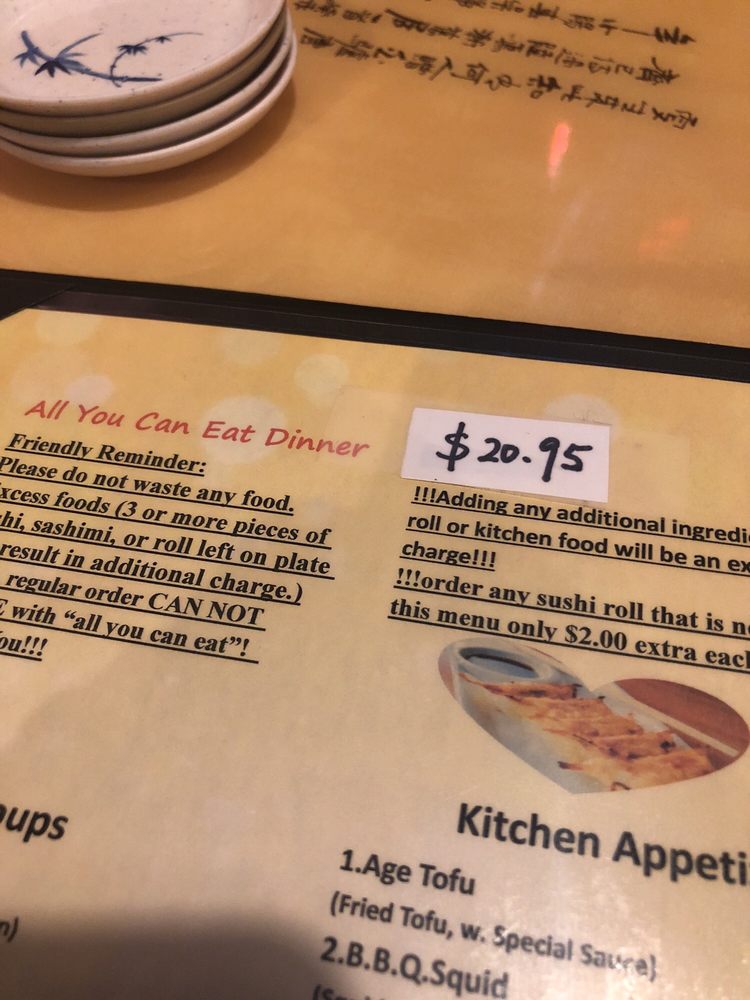 All You Can Eat Dinner
$20.95
Friendly Reminder:
Please do not waste any food.
xcess foods (3 or more pieces of
hi, sashimi, or roll left on plate
result in additional charge.)
regular order CAN NOT
E with "all you can eat"!
ou!!!
!!!Adding any additional ingredie
roll or kitchen food will be an ex
charge!!!
!!!order any sushi roll that is no
this menu only $2.00 extra each
oups
n)
Kitchen Appeti
1.Age Tofu
(Fried Tofu, w. Special Sauce)
2.B.B.Q.Squid